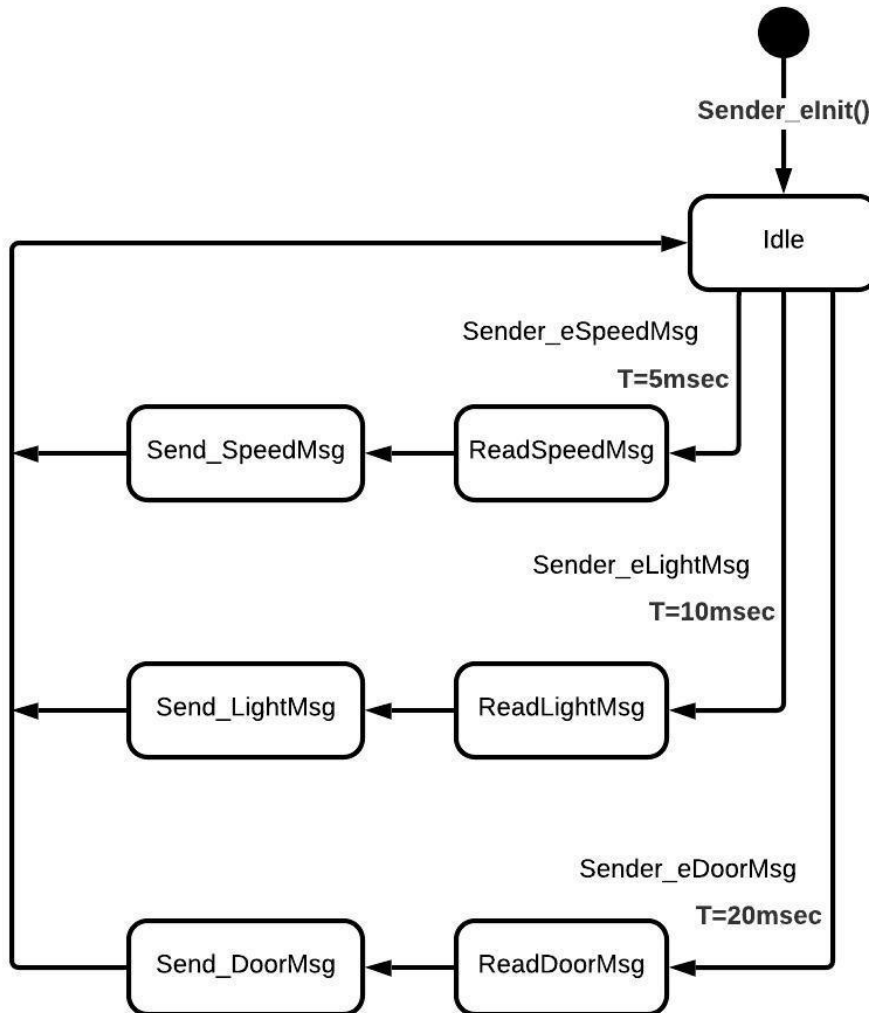 Sender_eInit()
Idle
Sender_eSpeedMsg
T=5msec
Send_SpeedMsg
ReadSpeedMsg
Sender_eLightMsg
T=10msec
Send_LightMsg
ReadLightMsg
Sender_eDoorMsg
T=20msec
Send_DoorMsg
ReadDoorMsg